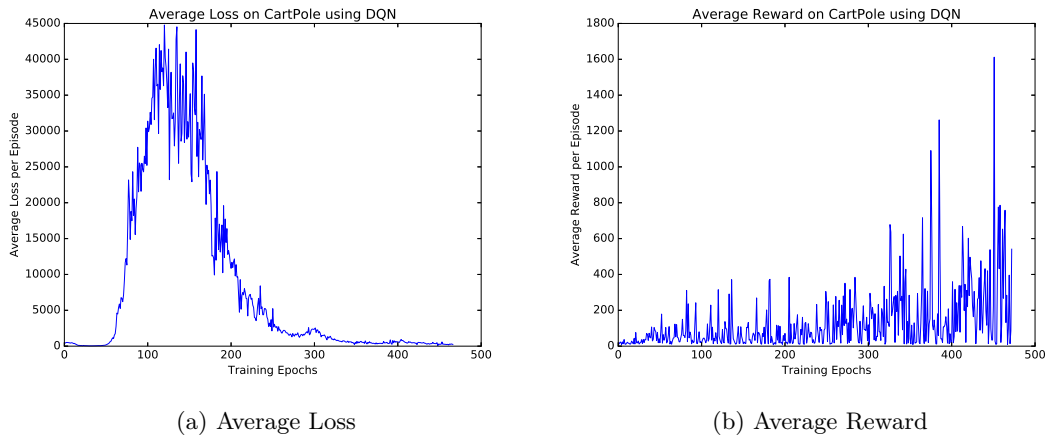 Average Loss on CartPole using DQN
45000
40000
35000
30000
25000
20000
15000
10000
5000
0
Average Loss per Episode
0 100 200 300 400 500
Training Epochs
(a) Average Loss
Average Reward on CartPole using DQN
1800
1600
1400
1200
1000
800
600
400
200
0
Average Reward per Episode
0 100 200 300 400 500
Training Epochs
(b) Average Reward